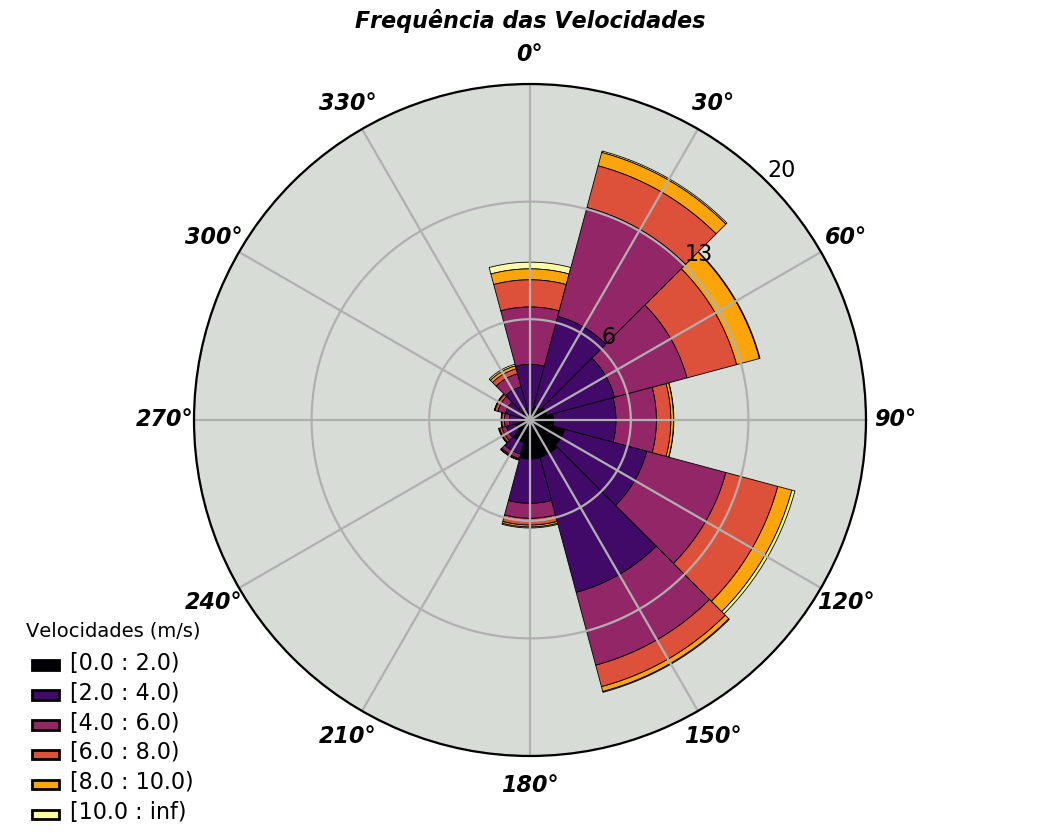 Frequência das Velocidades
0°
330°
30°
20
300°
60°
13
6
270°
90°
240°
120°
210°
150°
180°
Velocidades (m/s)
[0.0 : 2.0)
[2.0 : 4.0)
[4.0 : 6.0)
[6.0 : 8.0)
[8.0 : 10.0)
[10.0 : inf)